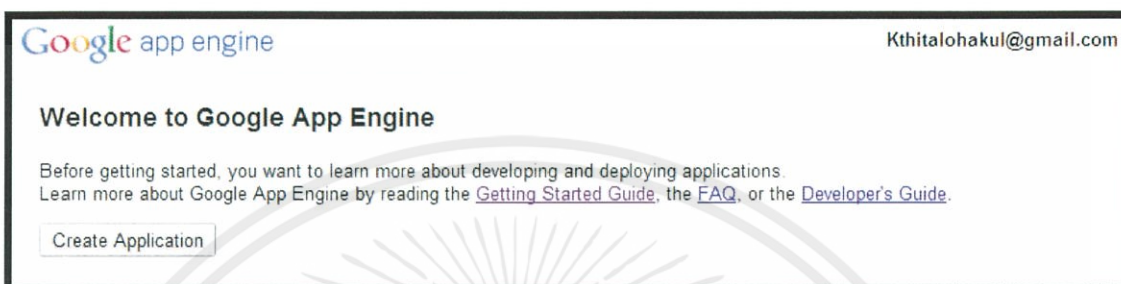 Google app engine
Kthitalohakul@gmail.com
Welcome to Google App Engine
Before getting started, you want to learn more about developing and deploying applications.
Learn more about Google App Engine by reading the Getting Started Guide, the FAQ, or the Developer's Guide.
Create Application